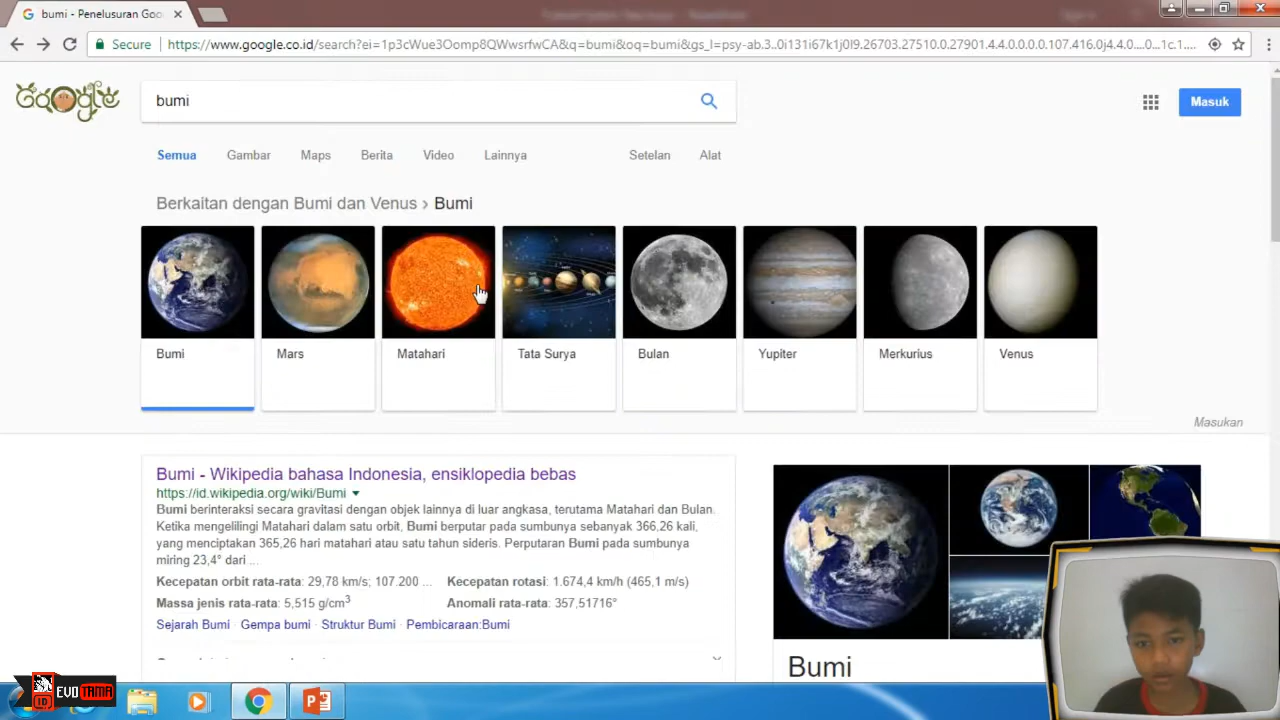 bumi - Penelusuran Goo
Secure
https://www.google.co.id/search?ei=1p3cWue3Oomp8QWwsrfwCA&q=bumi&oq=bumi&gs_l=psy-ab.3..0i131i67k1j0l9.26703.27510.0.27901.4.4.0.0.0.0.107.416.0j4.4.0....0...1c.1....
Google
bumi
Masuk
Semua Gambar Maps Berita Video Lainnya Setelan Alat
Berkaitan dengan Bumi dan Venus › Bumi
Bumi Mars Matahari Tata Surya Bulan Yupiter Merkurius Venus
Masukan
Bumi - Wikipedia bahasa Indonesia, ensiklopedia bebas
https://id.wikipedia.org/wiki/Bumi
Bumi berinteraksi secara gravitasi dengan objek lainnya di luar angkasa, terutama Matahari dan Bulan.
Ketika mengelilingi Matahari dalam satu orbit, Bumi berputar pada sumbunya sebanyak 366,26 kali,
yang menciptakan 365,26 hari matahari atau satu tahun sideris. Perputaran Bumi pada sumbunya
miring 23,4° dari ...
Kecepatan orbit rata-rata: 29,78 km/s; 107.200 ... Kecepatan rotasi: 1.674,4 km/h (465,1 m/s)
Massa jenis rata-rata: 5,515 g/cm³ Anomali rata-rata: 357,51716°
Sejarah Bumi · Gempa bumi · Struktur Bumi · Pembicaraan:Bumi
Bumi
ID EVOTAMA